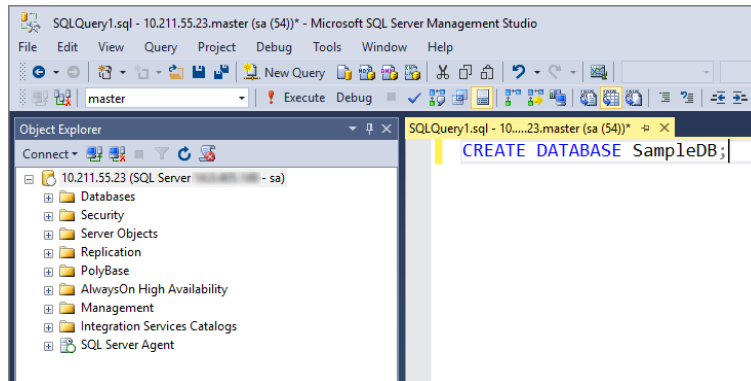 SQLQuery1.sql - 10.211.55.23.master (sa (54))* - Microsoft SQL Server Management Studio
File Edit View Query Project Debug Tools Window Help
New Query
master Execute Debug
Object Explorer
SQLQuery1.sql - 10.....23.master (sa (54))*
Connect
CREATE DATABASE SampleDB;
10.211.55.23 (SQL Server - sa)
Databases
Security
Server Objects
Replication
PolyBase
AlwaysOn High Availability
Management
Integration Services Catalogs
SQL Server Agent